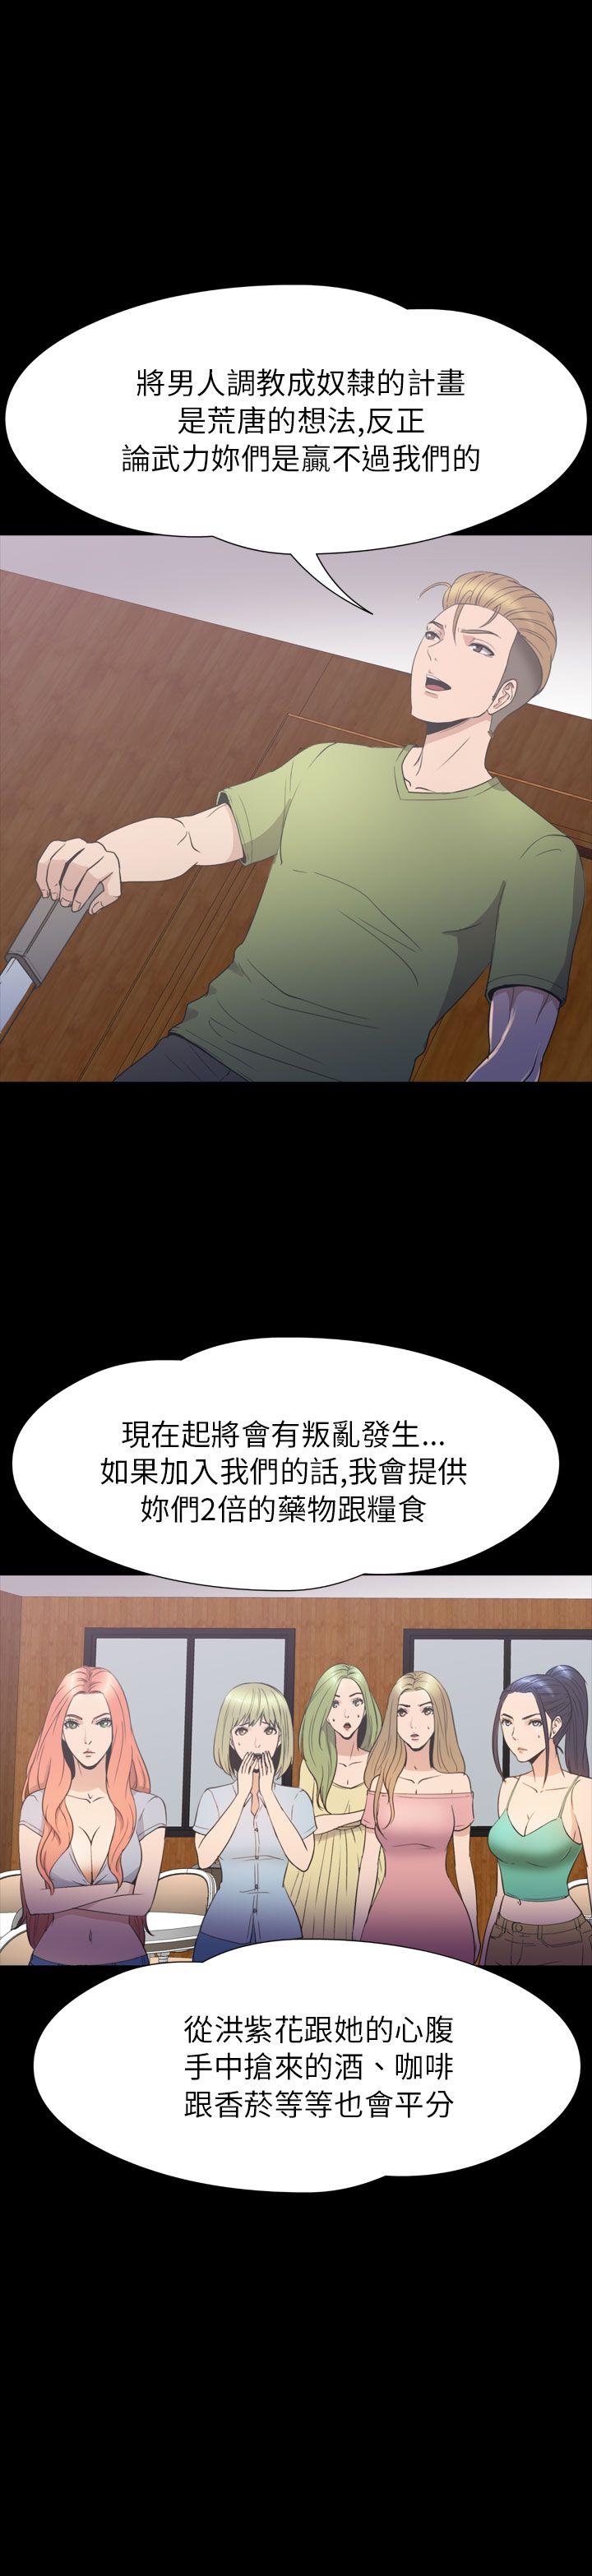 將男人調教成奴隸的計畫
是荒唐的想法,反正
論武力妳們是贏不過我們的
現在起將會有叛亂發生...
如果加入我們的話,我會提供
妳們2倍的藥物跟糧食
從洪紫花跟她的心腹
手中搶來的酒、咖啡
跟香菸等等也會平分